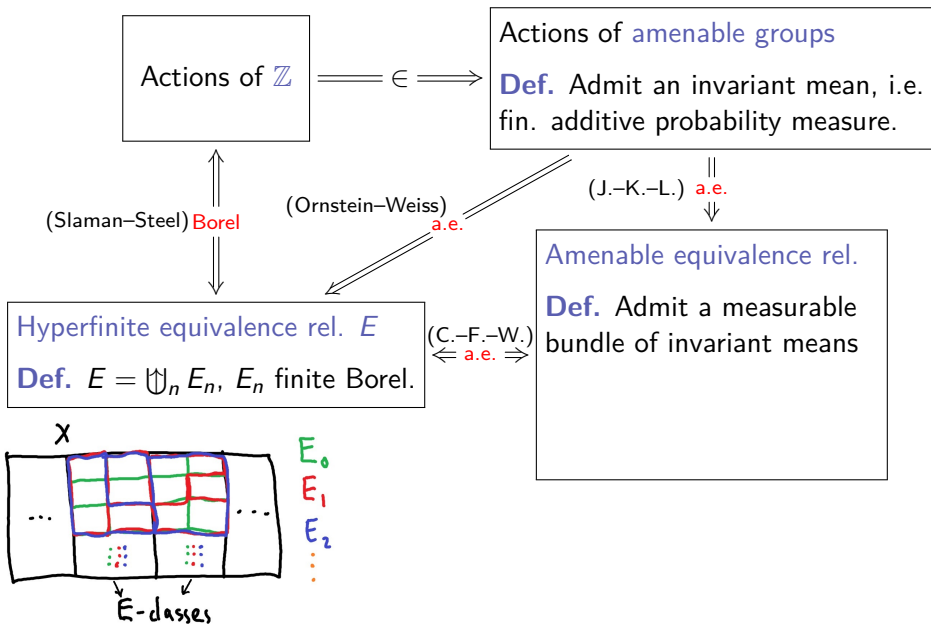 Actions of ℤ
∈
Actions of amenable groups
Def. Admit an invariant mean, i.e.
fin. additive probability measure.
(Slaman–Steel) Borel
(Ornstein–Weiss)
a.e.
(J.–K.–L.) a.e.
Amenable equivalence rel.
Def. Admit a measurable
bundle of invariant means
Hyperfinite equivalence rel. E
Def. E = ⋃ₙ Eₙ, Eₙ finite Borel.
(C.–F.–W.)
a.e.
X
E₀
E₁
E₂
⋮
...
...
E-classes